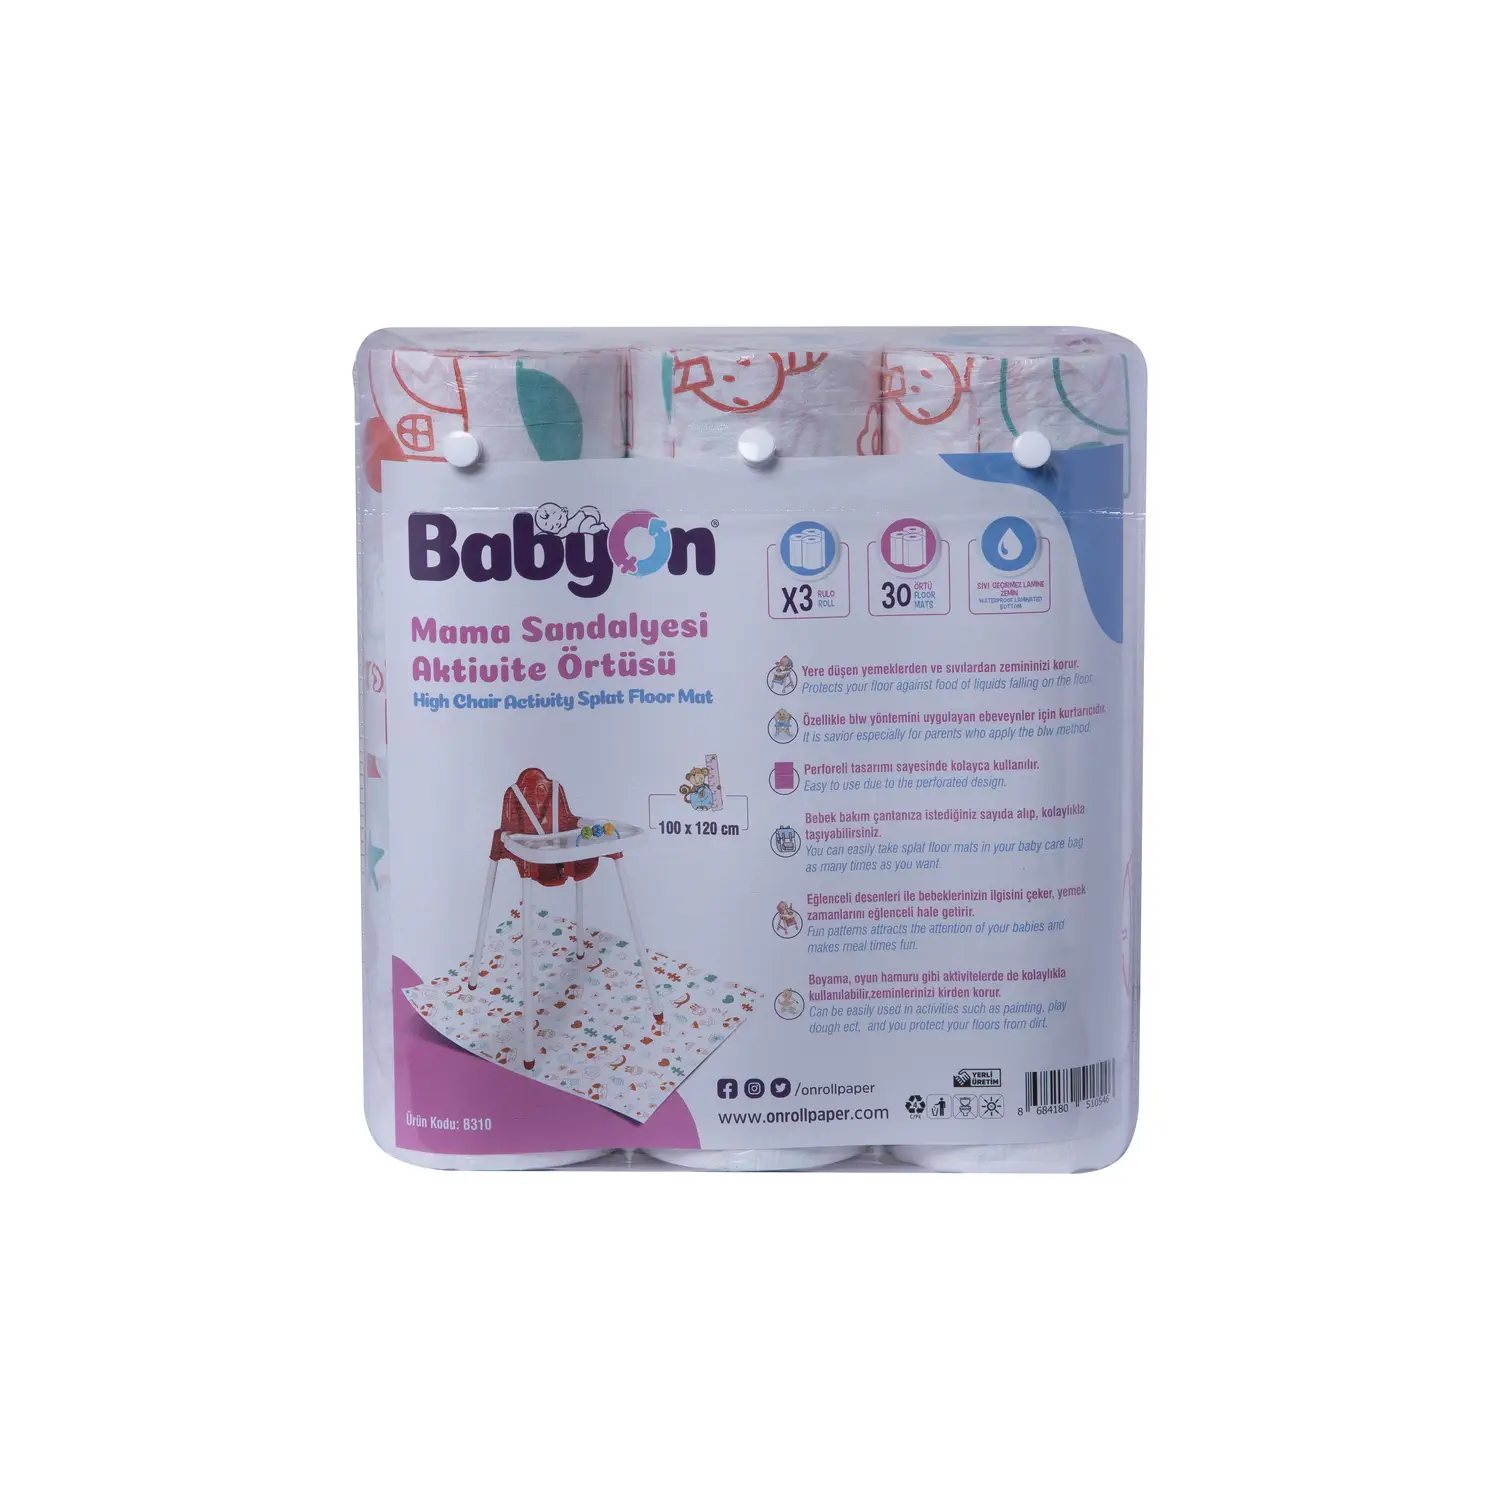 BabyOn®
Mama Sandalyesi
Aktivite Örtüsü
High Chair Activity Splat Floor Mat
X3 RULO
ROLL
30 ÖRTÜ
FLOOR
MATS
SIVI GEÇİRMEZ LAMİNE
ZEMİN
WATERPROOF LAMINATED
BOTTOM
Yere düşen yemeklerden ve sıvılardan zemininizi korur.
Protects your floor against food of liquids falling on the floor.
Özellikle blw yöntemini uygulayan ebeveynler için kurtarıcıdır.
It is savior especially for parents who apply the blw method.
Perforeli tasarımı sayesinde kolayca kullanılır.
Easy to use due to the perforated design.
Bebek bakım çantanıza istediğiniz sayıda alıp, kolaylıkla
taşıyabilirsiniz.
You can easily take splat floor mats in your baby care bag
as many times as you want.
Eğlenceli desenleri ile bebeklerinizin ilgisini çeker, yemek
zamanlarını eğlenceli hale getirir.
Fun patterns attracts the attention of your babies and
makes meal times fun.
Boyama, oyun hamuru gibi aktivitelerde de kolaylıkla
kullanılabilir,zeminlerinizi kirden korur.
Can be easily used in activities such as painting, play
dough ect, and you protect your floors from dirt.
100 x 120 cm
/onrollpaper
www.onrollpaper.com
YERLİ
ÜRETİM
4
C/PE
8 684180 510546
Ürün Kodu: B310